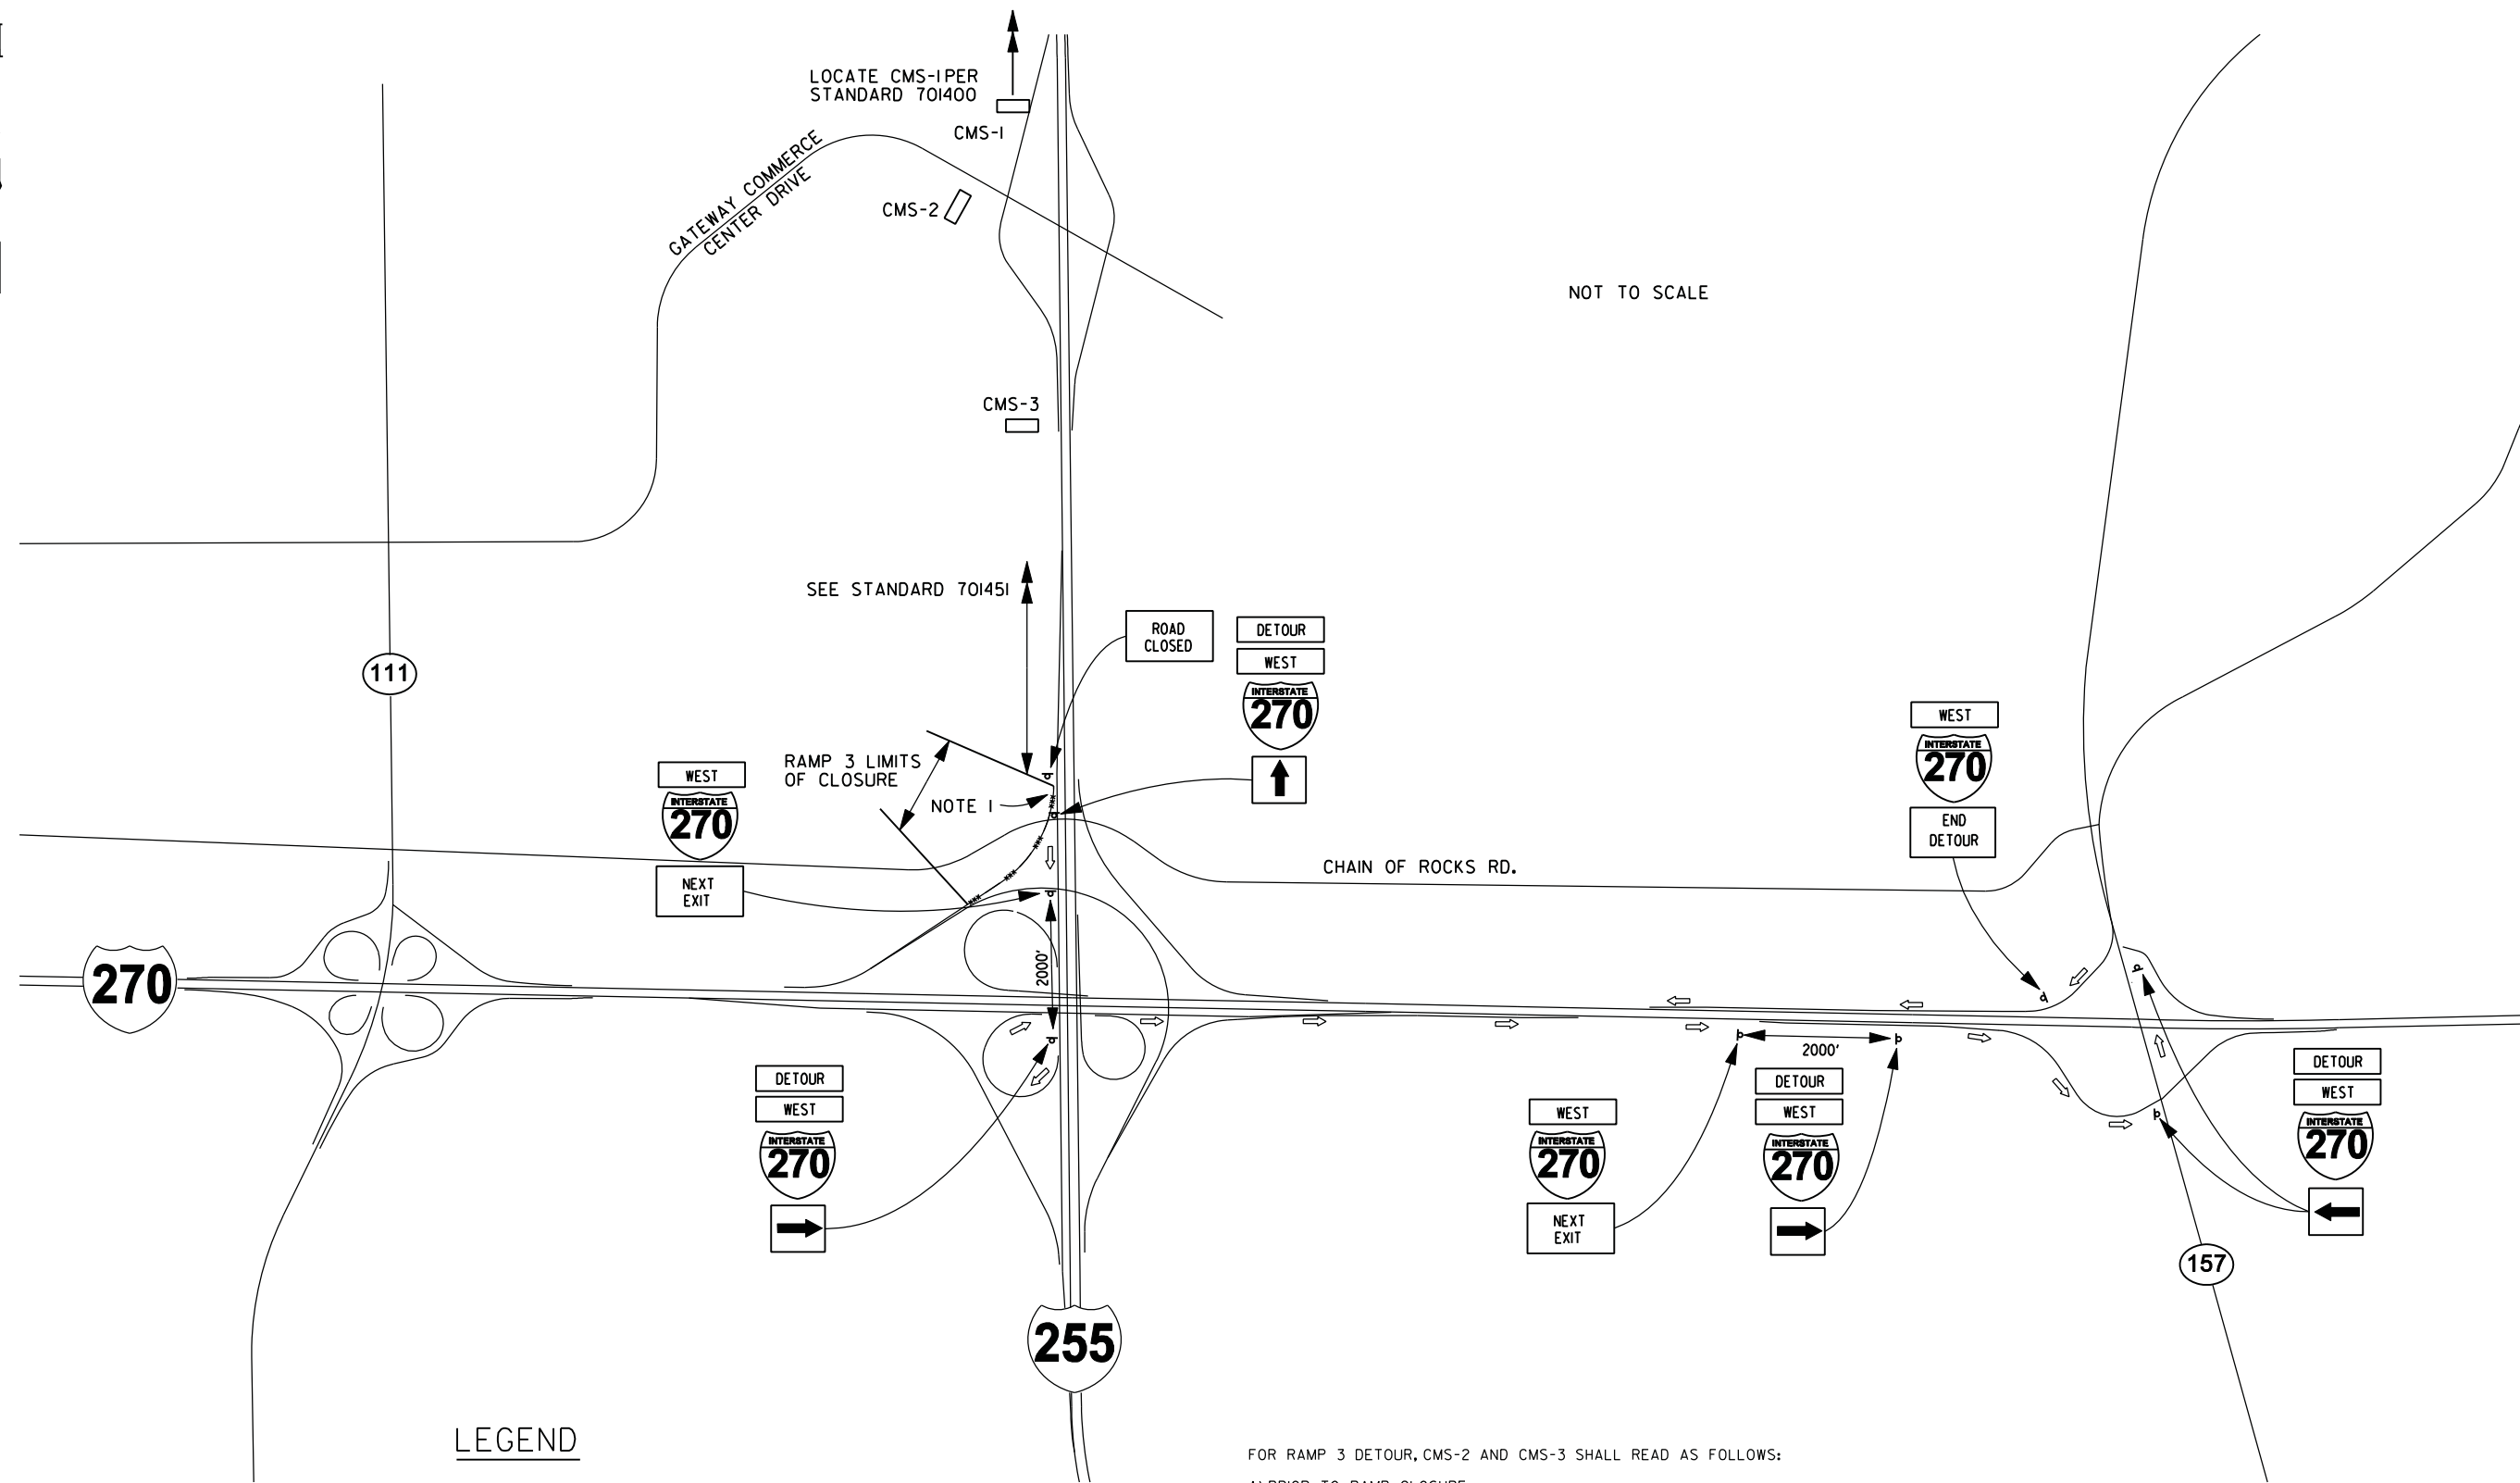 LOCATE CMS-1 PER
STANDARD 701400
CMS-1
GATEWAY COMMERCE
CENTER DRIVE
CMS-2
NOT TO SCALE
CMS-3
SEE STANDARD 701451
ROAD
CLOSED
DETOUR
WEST
INTERSTATE
270
111
RAMP 3 LIMITS
OF CLOSURE
NOTE 1
WEST
INTERSTATE
270
NEXT
EXIT
WEST
INTERSTATE
270
END
DETOUR
CHAIN OF ROCKS RD.
270
2000'
DETOUR
WEST
INTERSTATE
270
WEST
INTERSTATE
270
NEXT
EXIT
2000'
DETOUR
WEST
INTERSTATE
270
DETOUR
WEST
INTERSTATE
270
157
255
LEGEND
FOR RAMP 3 DETOUR, CMS-2 AND CMS-3 SHALL READ AS FOLLOWS: